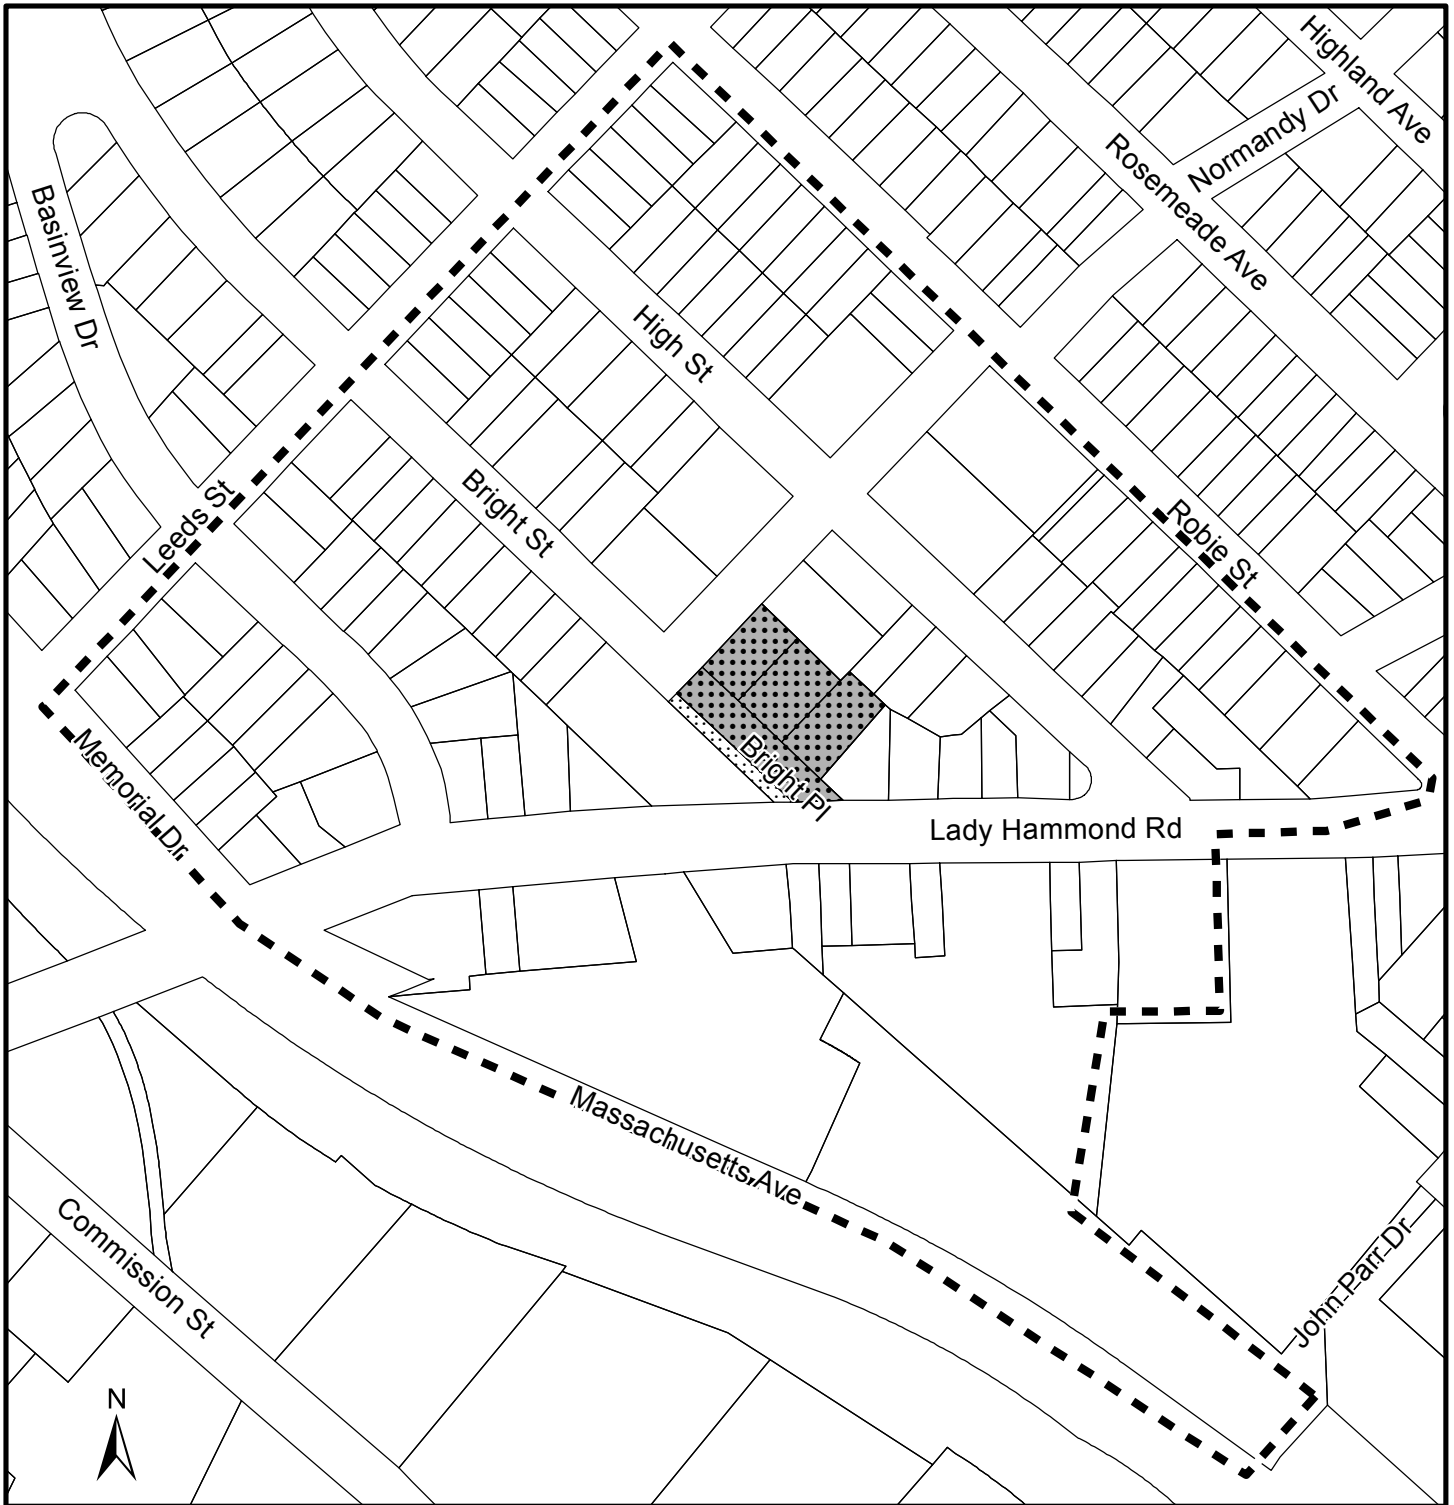 Highland Ave
Normandy Dr
Rosemeade Ave
Basinview Dr
High St
Bright St
Leeds St
Robie St
Memorial Dr
Bright Pl
Lady Hammond Rd
Massachusetts Ave
Commission St
John Parr Dr
N